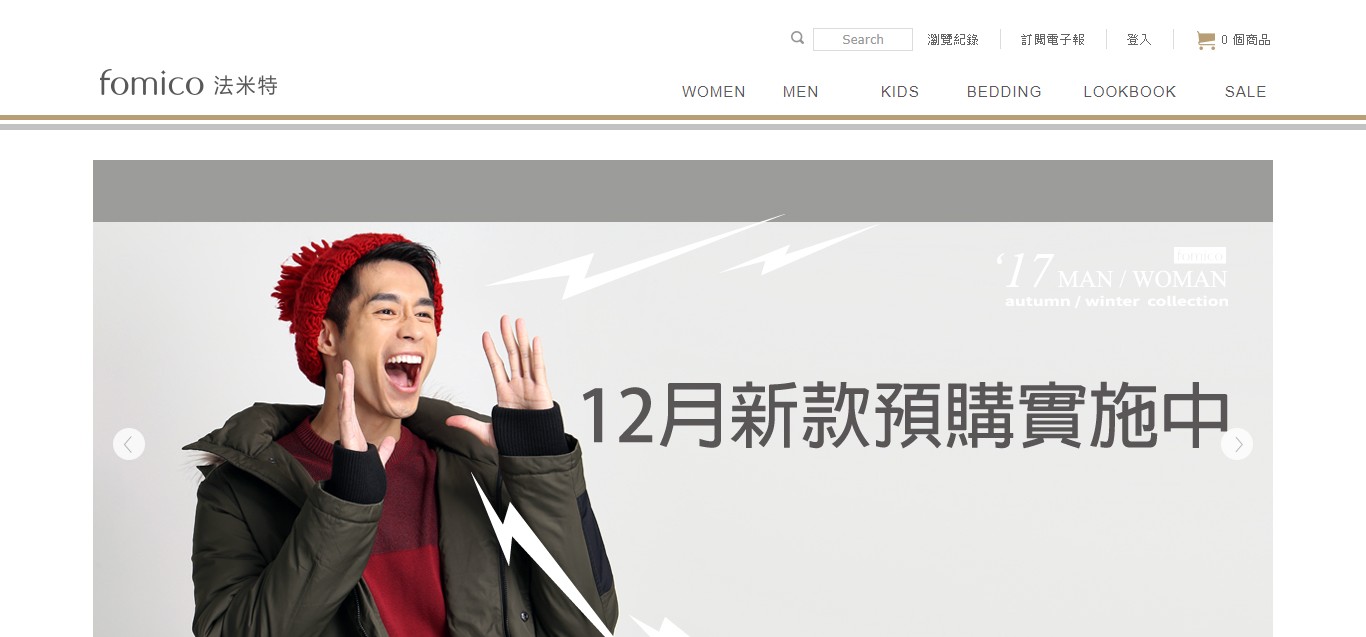 Search
瀏覽紀錄
訂閱電子報
登入
0 個商品
fomico 法米特
WOMEN
MEN
KIDS
BEDDING
LOOKBOOK
SALE
fomico
‘17 MAN / WOMAN
autumn / winter collection
12月新款預購實施中